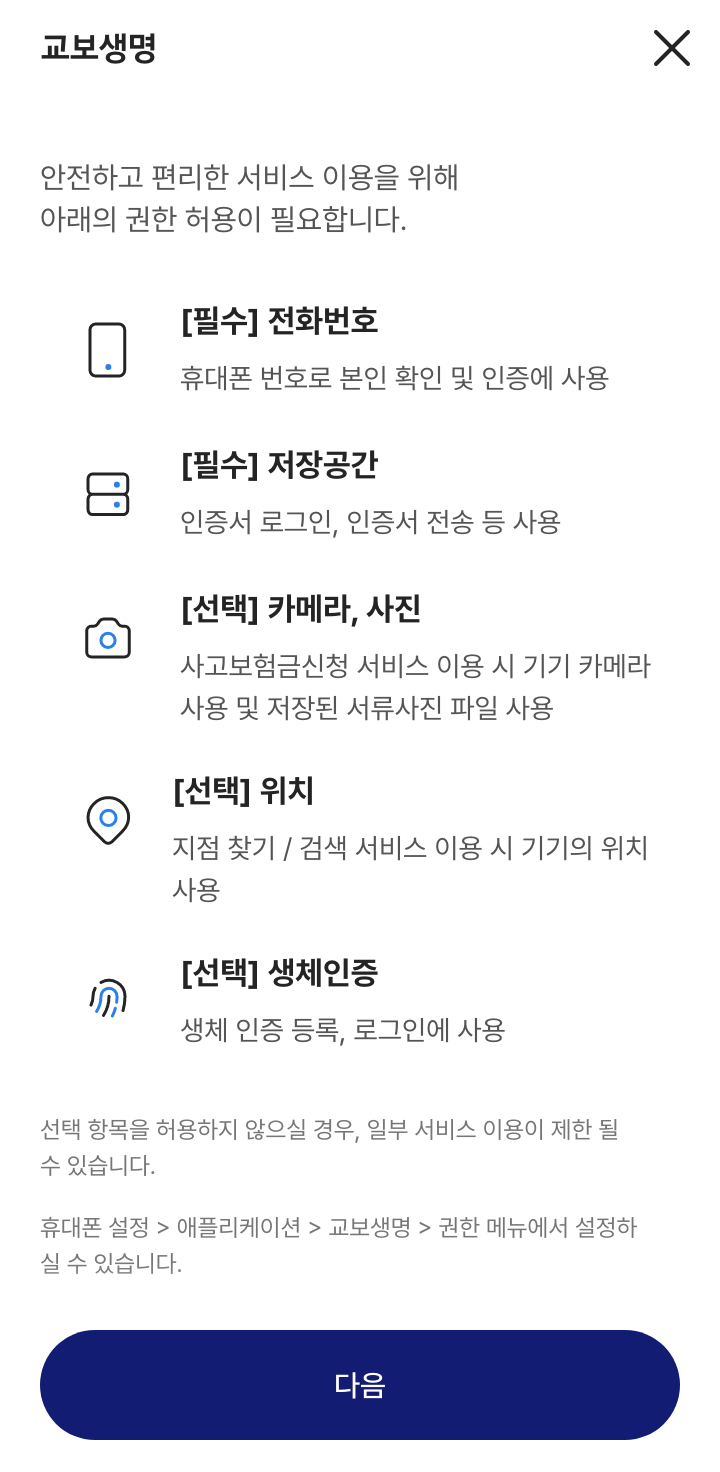 교보생명
안전하고 편리한 서비스 이용을 위해
아래의 권한 허용이 필요합니다.
[필수] 전화번호
휴대폰 번호로 본인 확인 및 인증에 사용
[필수] 저장공간
인증서 로그인, 인증서 전송 등 사용
[선택] 카메라, 사진
사고보험금신청 서비스 이용 시 기기 카메라
사용 및 저장된 서류사진 파일 사용
[선택] 위치
지점 찾기 / 검색 서비스 이용 시 기기의 위치
사용
[선택] 생체인증
생체 인증 등록, 로그인에 사용
선택 항목을 허용하지 않으실 경우, 일부 서비스 이용이 제한 될
수 있습니다.
휴대폰 설정 > 애플리케이션 > 교보생명 > 권한 메뉴에서 설정하
실 수 있습니다.
다음